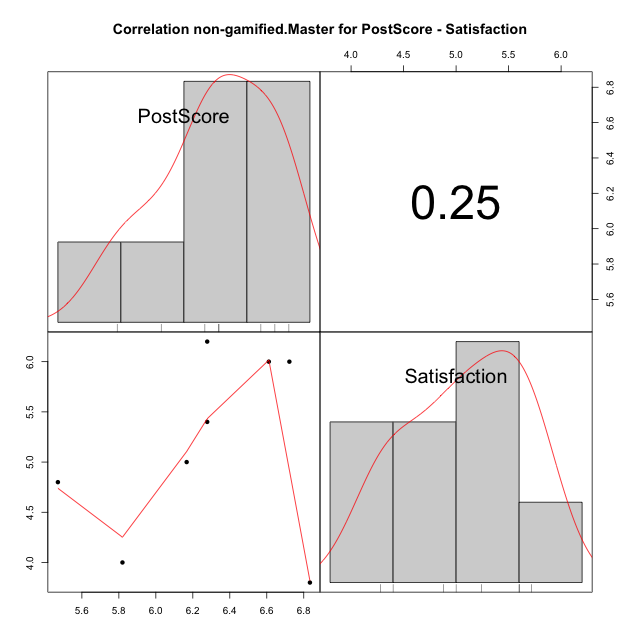 Correlation non-gamified.Master for PostScore - Satisfaction
4.0 4.5 5.0 5.5 6.0
PostScore
0.25
6.8
6.6
6.4
6.2
6.0
5.8
5.6
Satisfaction
6.0
5.5
5.0
4.5
4.0
5.6 5.8 6.0 6.2 6.4 6.6 6.8